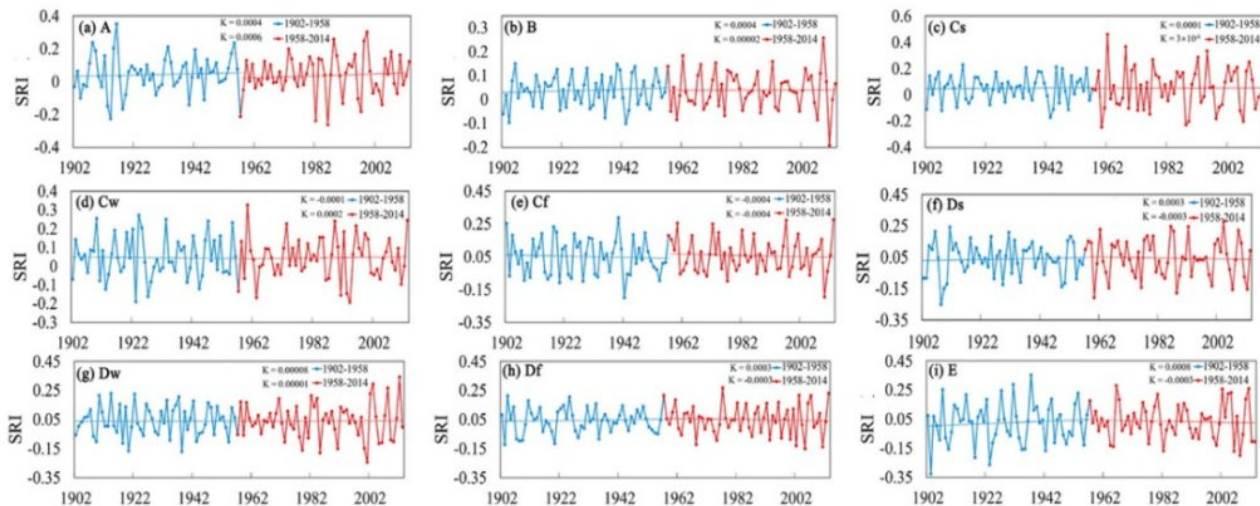 (a) A
K = 0.0004 1902-1958
K = 0.0006 1958-2014
SRI
0.4
0.2
0
-0.2
-0.4
1902 1922 1942 1962 1982 2002
(b) B
K = 0.0004 1902-1958
K = 0.00002 1958-2014
SRI
0.3
0.2
0.1
0
0.1
0.2
1902 1922 1942 1962 1982 2002
(c) Cs
K = 0.0001 1902-1958
K = 3×10⁻⁶ 1958-2014
SRI
0.6
0.4
0.2
0
-0.2
-0.4
1902 1922 1942 1962 1982 2002
(d) Cw
K = -0.0001 1902-1958
K = 0.0002 1958-2014
SRI
0.4
0.3
0.2
0.1
0
-0.1
-0.2
-0.3
1902 1922 1942 1962 1982 2002
(e) Cf
K = -0.0004 1902-1958
K = -0.0004 1958-2014
SRI
0.45
0.25
0.05
-0.15
-0.35
1902 1922 1942 1962 1982 2002
(f) Ds
K = 0.0003 1902-1958
K = -0.0003 1958-2014
SRI
0.45
0.25
0.05
-0.15
-0.35
1902 1922 1942 1962 1982 2002
(g) Dw
K = 0.00008 1902-1958
K = 0.00001 1958-2014
SRI
0.45
0.25
0.05
-0.15
-0.35
1902 1922 1942 1962 1982 2002
(h) Df
K = 0.0003 1902-1958
K = -0.0003 1958-2014
SRI
0.45
0.25
0.05
-0.15
-0.35
1902 1922 1942 1962 1982 2002
(i) E
K = 0.0008 1902-1958
K = -0.0003 1958-2014
SRI
0.45
0.25
0.05
-0.15
-0.35
1902 1922 1942 1962 1982 2002